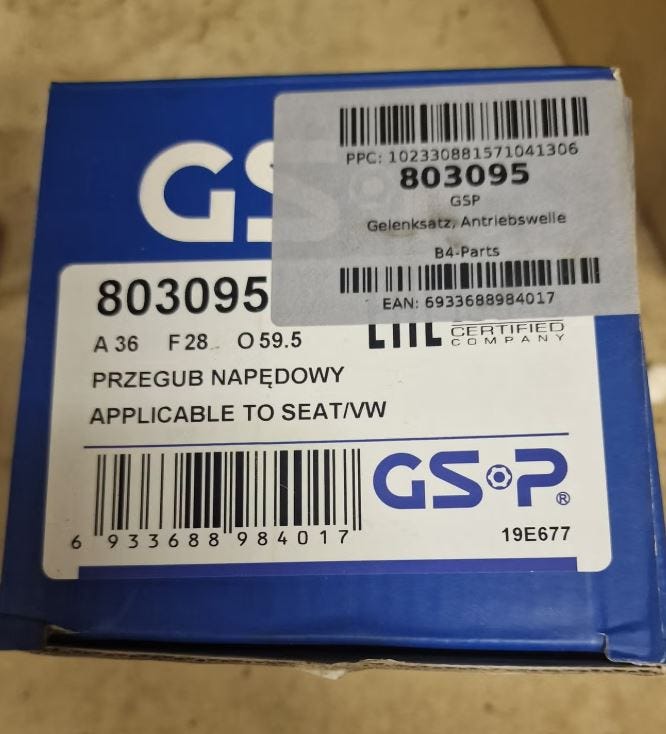 GS
PPC: 102330881571041306
803095
GSP
Gelenksatz, Antriebswelle
B4-Parts
EAN: 6933688984017
803095
A 36 F 28 O 59.5
CERTIFIED
COMPANY
PRZEGUB NAPĘDOWY
APPLICABLE TO SEAT/VW
6 933688 984017
GSP®
19E677